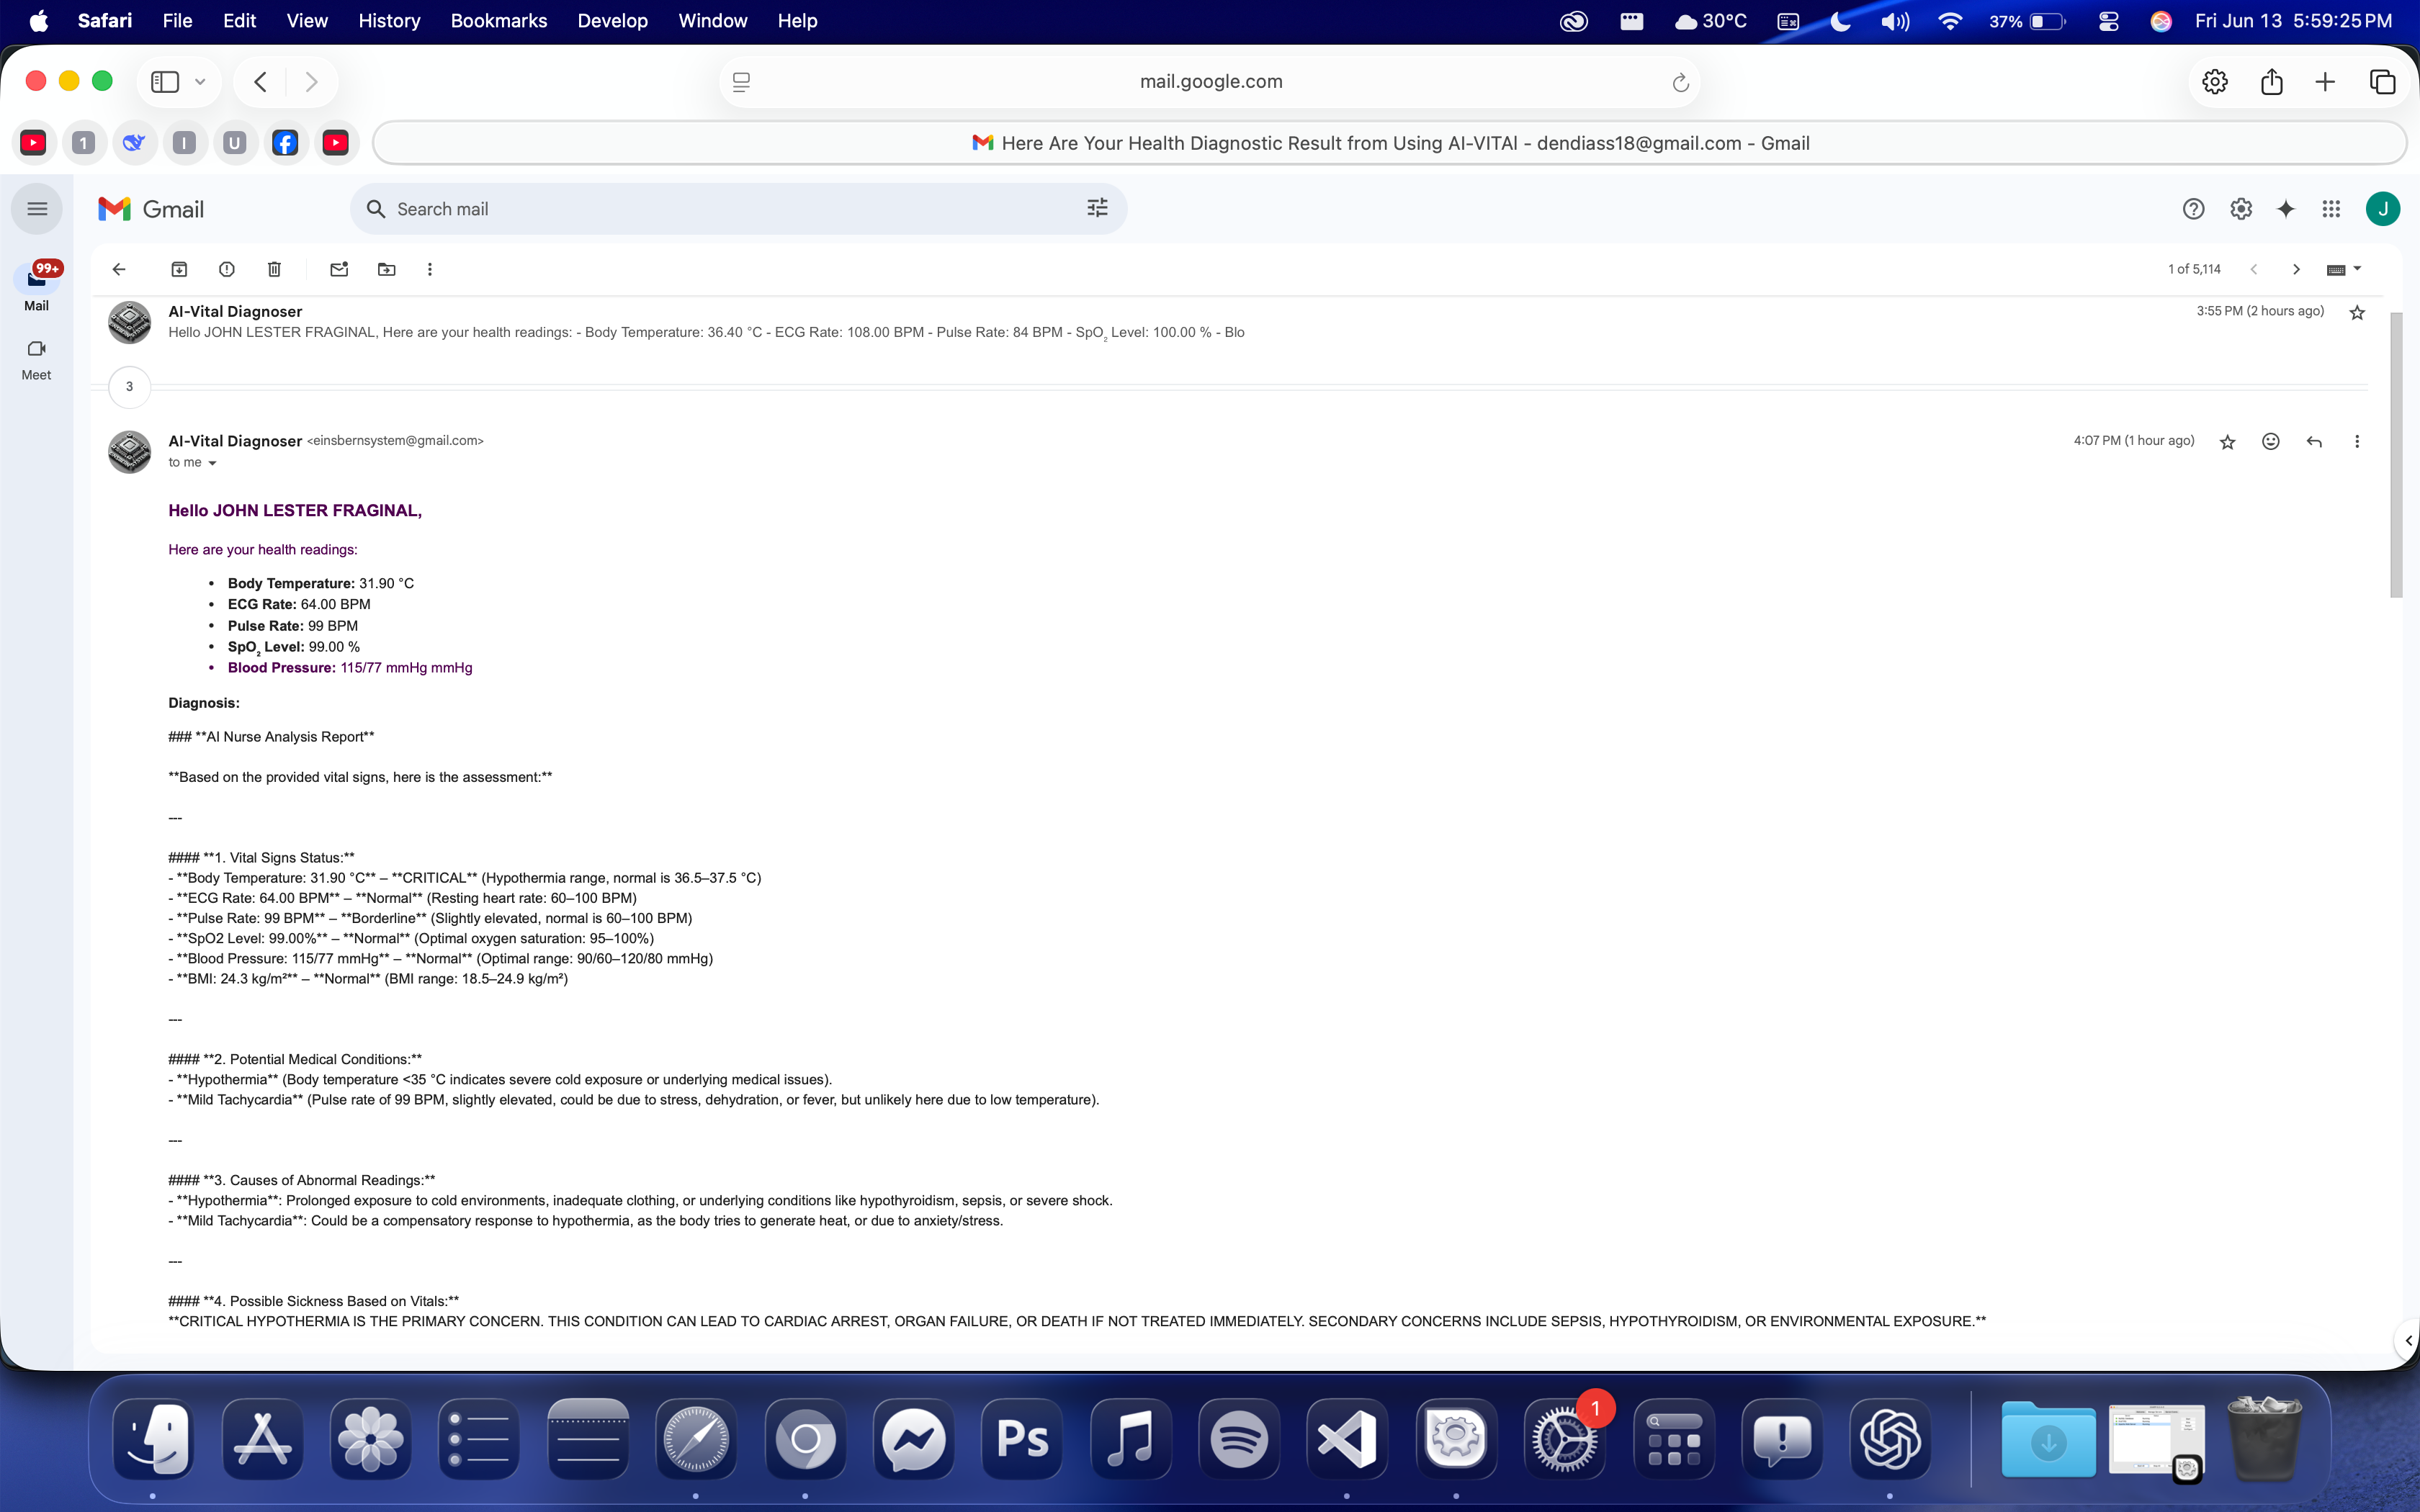 Safari File Edit View History Bookmarks Develop Window Help 30°C 37% Fri Jun 13 5:59:25 PM
mail.google.com
1 I U Here Are Your Health Diagnostic Result from Using AI-VITAl - dendiass18@gmail.com - Gmail
Gmail Search mail J
99+
Mail
Meet
1 of 5,114
AI-Vital Diagnoser 3:55 PM (2 hours ago)
Hello JOHN LESTER FRAGINAL, Here are your health readings: - Body Temperature: 36.40 °C - ECG Rate: 108.00 BPM - Pulse Rate: 84 BPM - SpO₂ Level: 100.00 % - Blo
3
AI-Vital Diagnoser <einsbernsystem@gmail.com> 4:07 PM (1 hour ago)
to me
Hello JOHN LESTER FRAGINAL,
Here are your health readings:
• Body Temperature: 31.90 °C
• ECG Rate: 64.00 BPM
• Pulse Rate: 99 BPM
• SpO₂ Level: 99.00 %
• Blood Pressure: 115/77 mmHg mmHg
Diagnosis:
### **AI Nurse Analysis Report**
**Based on the provided vital signs, here is the assessment:**
---
#### **1. Vital Signs Status:**
- **Body Temperature: 31.90 °C** – **CRITICAL** (Hypothermia range, normal is 36.5–37.5 °C)
- **ECG Rate: 64.00 BPM** – **Normal** (Resting heart rate: 60–100 BPM)
- **Pulse Rate: 99 BPM** – **Borderline** (Slightly elevated, normal is 60–100 BPM)
- **SpO2 Level: 99.00%** – **Normal** (Optimal oxygen saturation: 95–100%)
- **Blood Pressure: 115/77 mmHg** – **Normal** (Optimal range: 90/60–120/80 mmHg)
- **BMI: 24.3 kg/m²** – **Normal** (BMI range: 18.5–24.9 kg/m²)
---
#### **2. Potential Medical Conditions:**
- **Hypothermia** (Body temperature <35 °C indicates severe cold exposure or underlying medical issues).
- **Mild Tachycardia** (Pulse rate of 99 BPM, slightly elevated, could be due to stress, dehydration, or fever, but unlikely here due to low temperature).
---
#### **3. Causes of Abnormal Readings:**
- **Hypothermia**: Prolonged exposure to cold environments, inadequate clothing, or underlying conditions like hypothyroidism, sepsis, or severe shock.
- **Mild Tachycardia**: Could be a compensatory response to hypothermia, as the body tries to generate heat, or due to anxiety/stress.
---
#### **4. Possible Sickness Based on Vitals:**
**CRITICAL HYPOTHERMIA IS THE PRIMARY CONCERN. THIS CONDITION CAN LEAD TO CARDIAC ARREST, ORGAN FAILURE, OR DEATH IF NOT TREATED IMMEDIATELY. SECONDARY CONCERNS INCLUDE SEPSIS, HYPOTHYROIDISM, OR ENVIRONMENTAL EXPOSURE.**
Ps 1